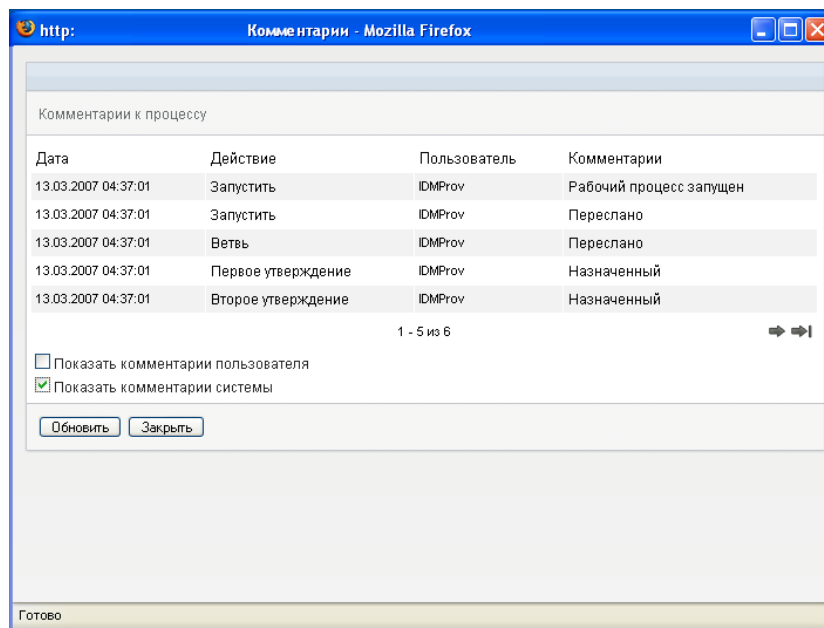 http: Комментарии - Mozilla Firefox
Комментарии к процессу
Дата Действие Пользователь Комментарии
13.03.2007 04:37:01 Запустить IDMProv Рабочий процесс запущен
13.03.2007 04:37:01 Запустить IDMProv Переслано
13.03.2007 04:37:01 Ветвь IDMProv Переслано
13.03.2007 04:37:01 Первое утверждение IDMProv Назначенный
13.03.2007 04:37:01 Второе утверждение IDMProv Назначенный
1 - 5 из 6
Показать комментарии пользователя
Показать комментарии системы
Обновить Закрыть
Готово